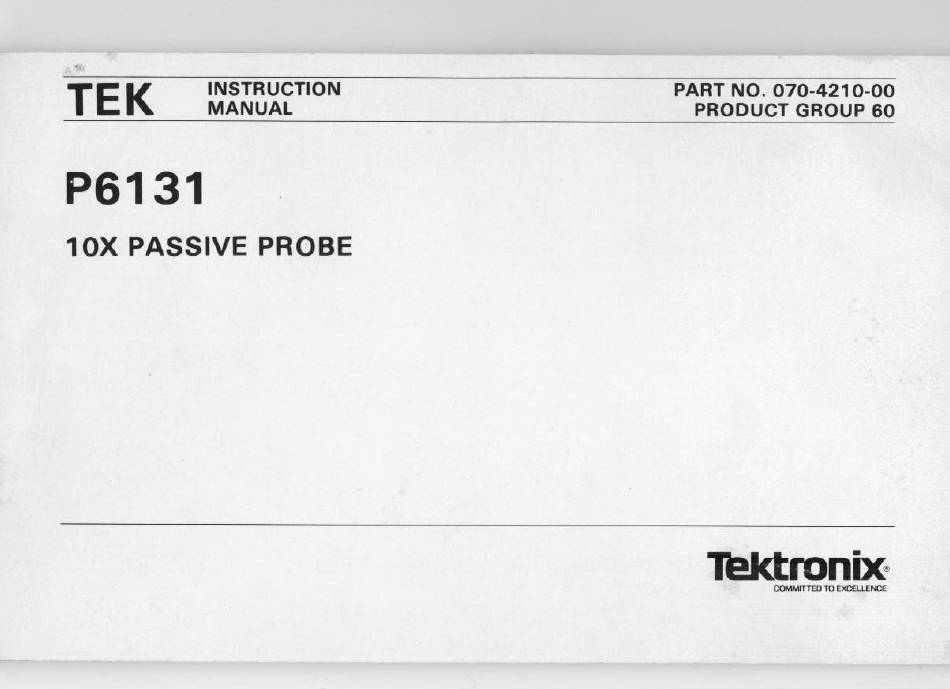 TEK
INSTRUCTION
MANUAL
PART NO. 070-4210-00
PRODUCT GROUP 60
P6131
10X PASSIVE PROBE
Tektronix®
COMMITTED TO EXCELLENCE